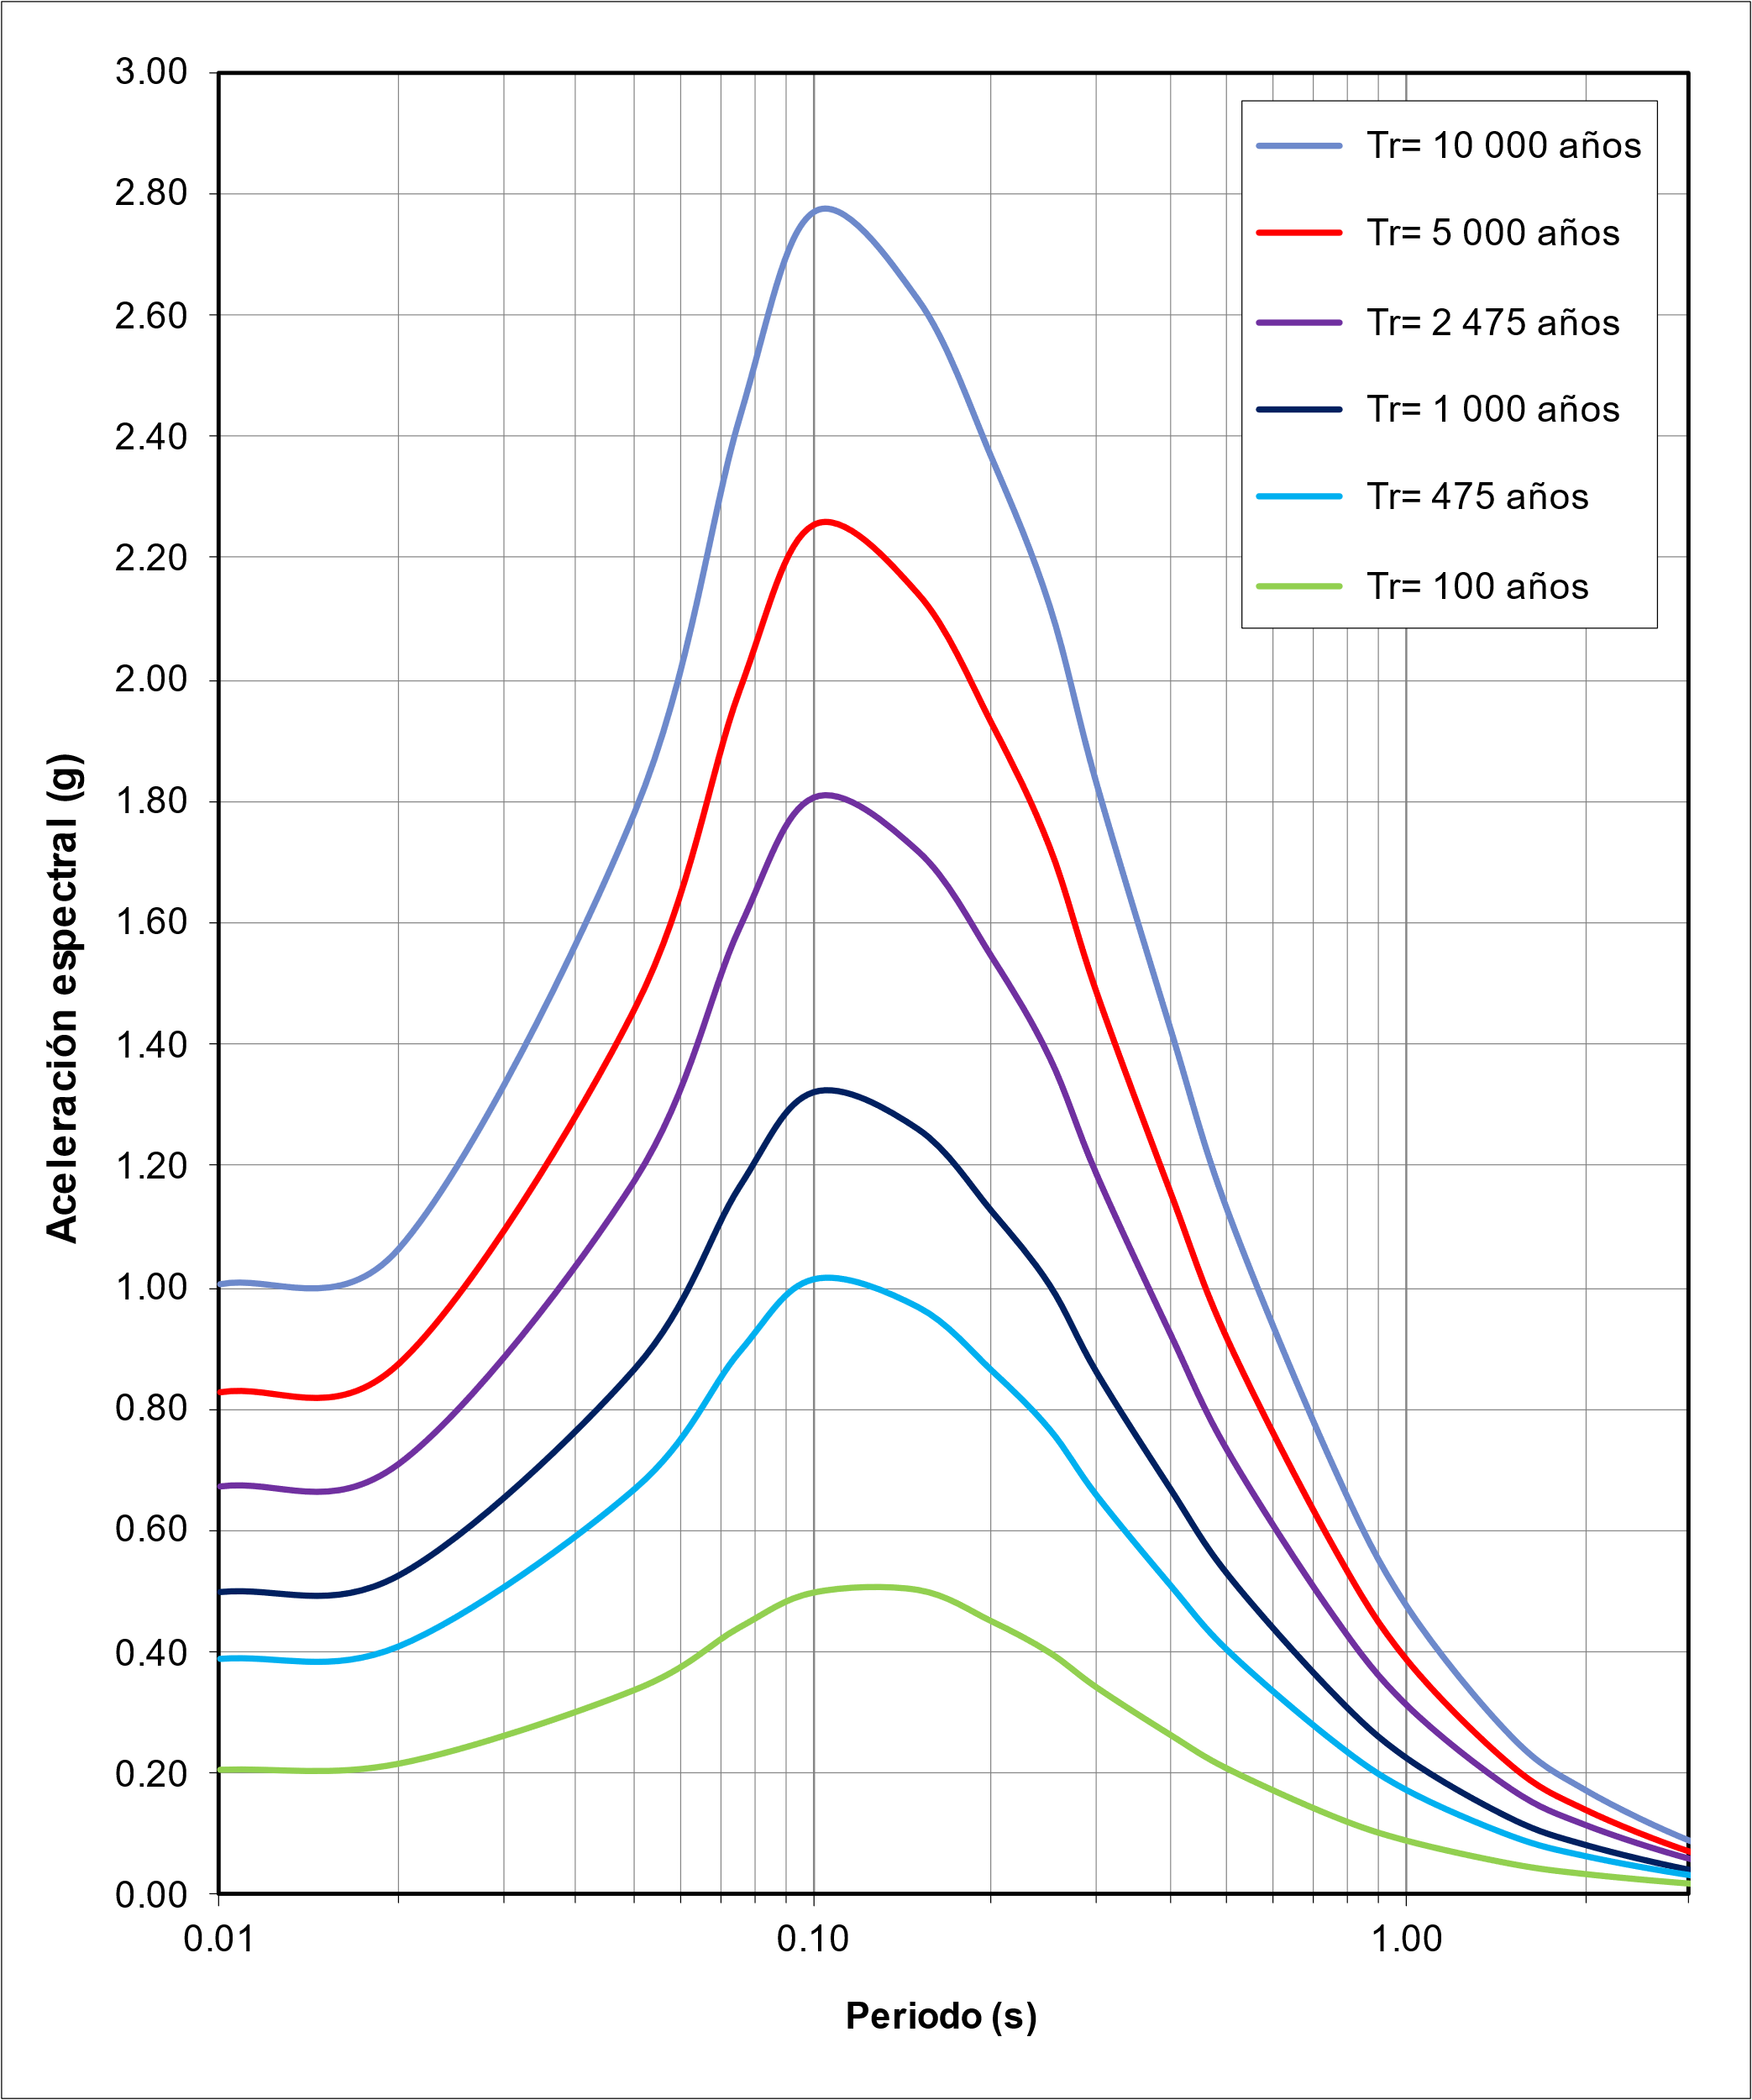 3.00
2.80
2.60
2.40
2.20
2.00
1.80
1.60
1.40
1.20
1.00
0.80
0.60
0.40
0.20
0.00
Aceleración espectral (g)
Tr= 10 000 años
Tr= 5 000 años
Tr= 2 475 años
Tr= 1 000 años
Tr= 475 años
Tr= 100 años
0.01 0.10 1.00
Periodo (s)